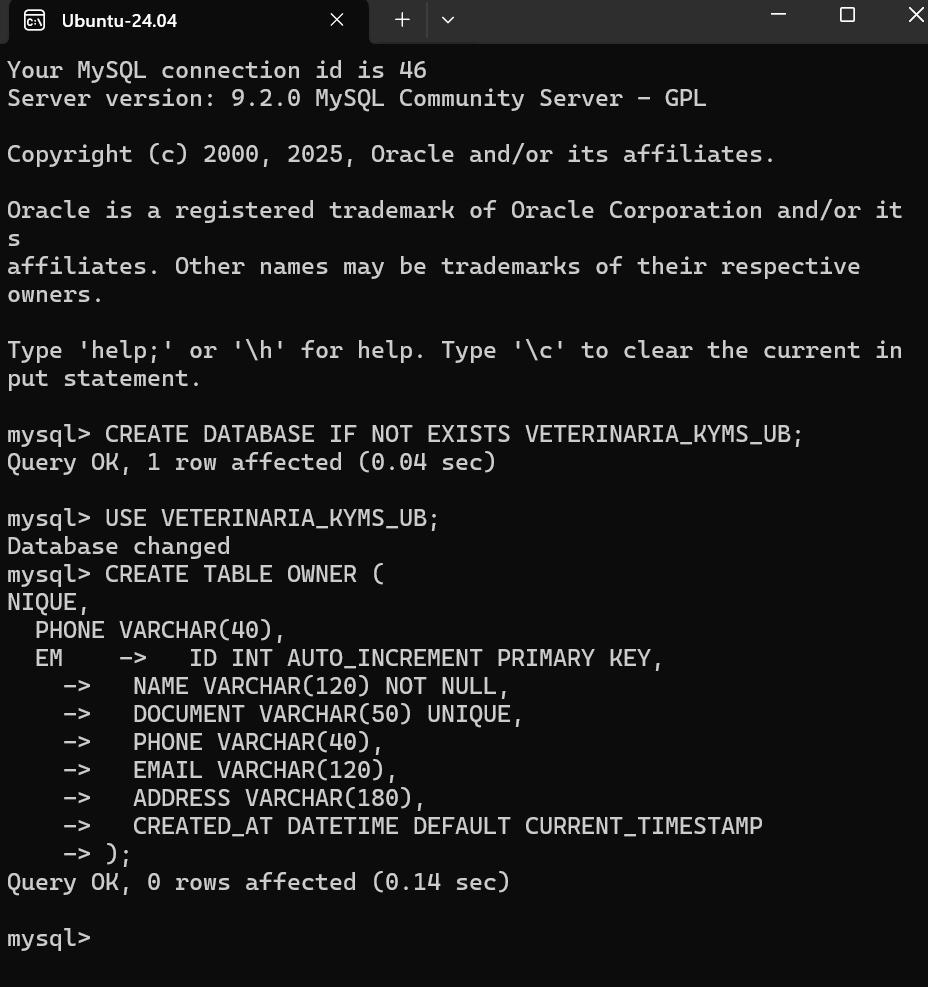 Ubuntu-24.04
Your MySQL connection id is 46
Server version: 9.2.0 MySQL Community Server - GPL
Copyright (c) 2000, 2025, Oracle and/or its affiliates.
Oracle is a registered trademark of Oracle Corporation and/or it
s
affiliates. Other names may be trademarks of their respective
owners.
Type 'help;' or '\h' for help. Type '\c' to clear the current in
put statement.
mysql> CREATE DATABASE IF NOT EXISTS VETERINARIA_KYMS_UB;
Query OK, 1 row affected (0.04 sec)
mysql> USE VETERINARIA_KYMS_UB;
Database changed
mysql> CREATE TABLE OWNER (
NIQUE,
  PHONE VARCHAR(40),
  EM    ->   ID INT AUTO_INCREMENT PRIMARY KEY,
    ->   NAME VARCHAR(120) NOT NULL,
    ->   DOCUMENT VARCHAR(50) UNIQUE,
    ->   PHONE VARCHAR(40),
    ->   EMAIL VARCHAR(120),
    ->   ADDRESS VARCHAR(180),
    ->   CREATED_AT DATETIME DEFAULT CURRENT_TIMESTAMP
    -> );
Query OK, 0 rows affected (0.14 sec)
mysql>